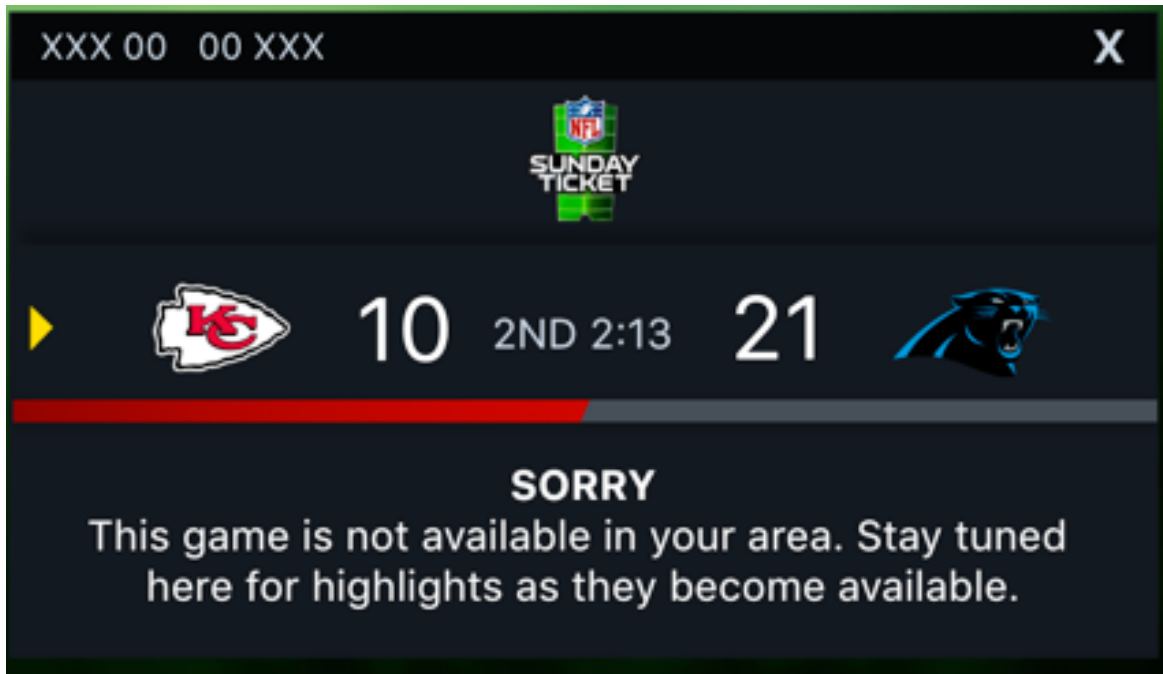 XXX 00 00 XXX X
NFL
SUNDAY
TICKET
KC 10 2ND 2:13 21
SORRY
This game is not available in your area. Stay tuned
here for highlights as they become available.